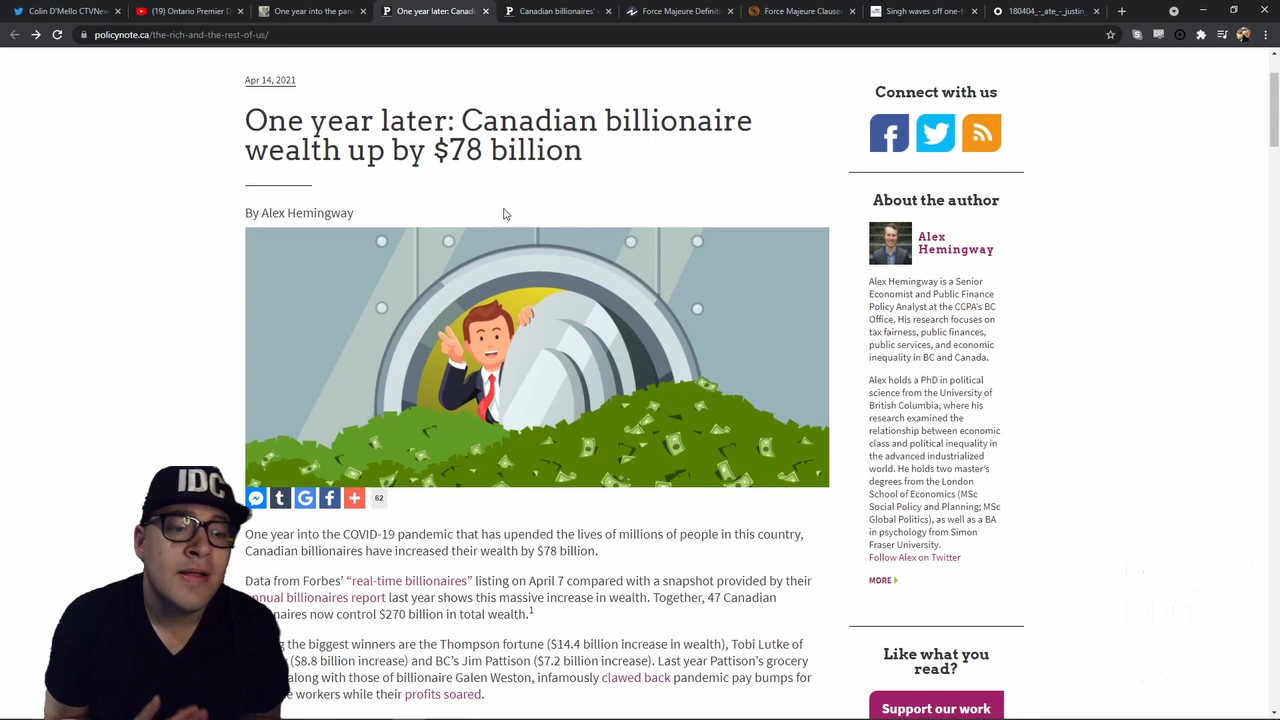 Colin D'Mello CTVNew
(19) Ontario Premier D
One year into the pan
One year later: Canadi
Canadian billionaires' w
Force Majeure Definiti
Force Majeure Clauses
Singh waves off one-t
180404_-_ate_-_justin_
policynote.ca/the-rich-and-the-rest-of-us/
Apr 14, 2021
One year later: Canadian billionaire
wealth up by $78 billion
By Alex Hemingway
62
One year into the COVID-19 pandemic that has upended the lives of millions of people in this country,
Canadian billionaires have increased their wealth by $78 billion.
Data from Forbes' “real-time billionaires” listing on April 7 compared with a snapshot provided by their
nnual billionaires report last year shows this massive increase in wealth. Together, 47 Canadian
naires now control $270 billion in total wealth.1
g the biggest winners are the Thompson fortune ($14.4 billion increase in wealth), Tobi Lutke of
($8.8 billion increase) and BC's Jim Pattison ($7.2 billion increase). Last year Pattison's grocery
along with those of billionaire Galen Weston, infamously clawed back pandemic pay bumps for
e workers while their profits soared.
IDC
Connect with us
About the author
Alex
Hemingway
Alex Hemingway is a Senior
Economist and Public Finance
Policy Analyst at the CCPA's BC
Office. His research focuses on
tax fairness, public finances,
public services, and economic
inequality in BC and Canada.
Alex holds a PhD in political
science from the University of
British Columbia, where his
research examined the
relationship between economic
class and political inequality in
the advanced industrialized
world. He holds two master's
degrees from the London
School of Economics (MSc
Social Policy and Planning; MSc
Global Politics), as well as a BA
in psychology from Simon
Fraser University.
Follow Alex on Twitter
MORE
Like what you
read?
Support our work